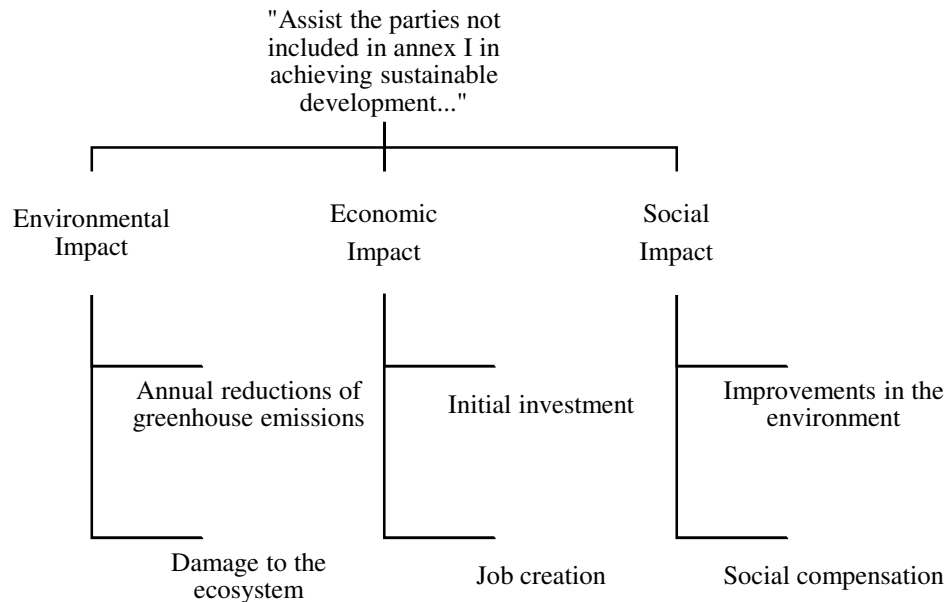 "Assist the parties not
included in annex I in
achieving sustainable
development..."
Environmental
Impact
Economic
Impact
Social
Impact
Annual reductions of
greenhouse emissions
Initial investment
Improvements in the
environment
Damage to the
ecosystem
Job creation
Social compensation